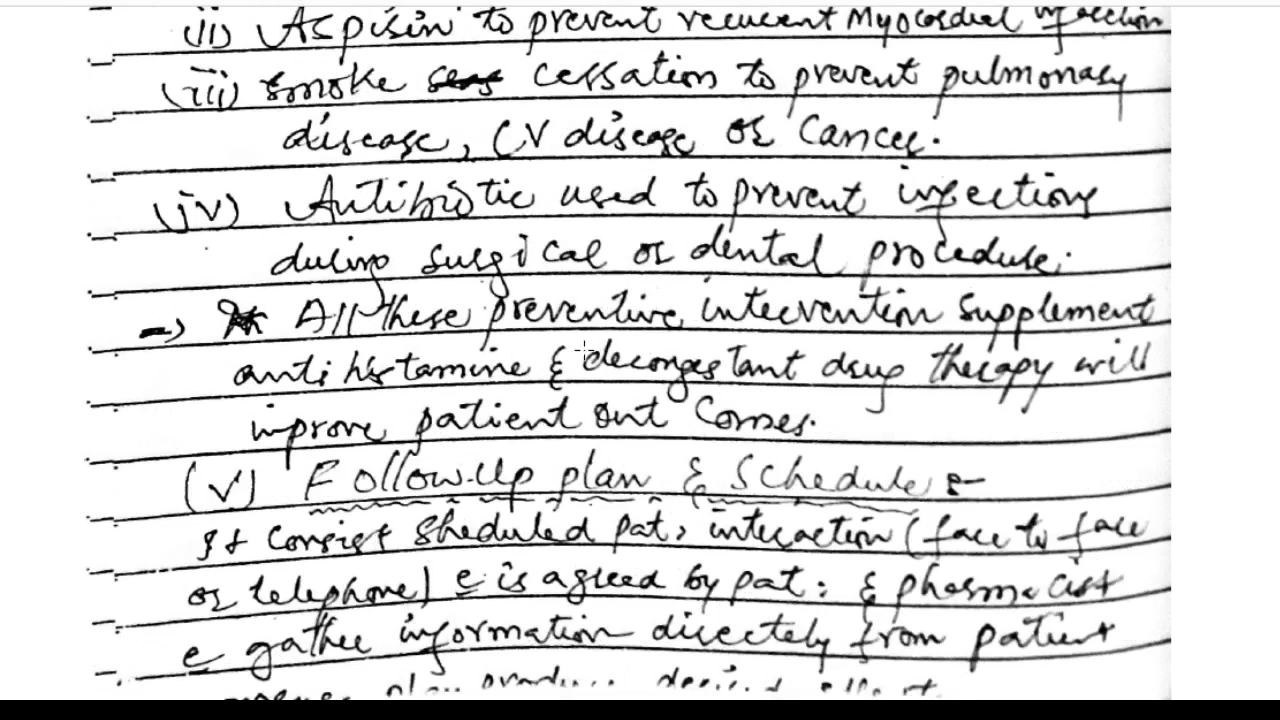 (ii) Aspirin to prevent recurrent Myocardial infection
(iii) smoke cessation to prevent pulmonary
disease, CV disease or Cancer.
(iv) Antibiotic used to prevent infections
during surgical or dental procedure.
→ All these preventive intervention supplement
antihistamine & decongestant drug therapy will
improve patient out comes.
(v) Follow-Up plan & Schedule :-
It consist sheduled pat, interaction (face to face
or telephone) c is agreed by pat: & pharmacist
c gather information directely from patient